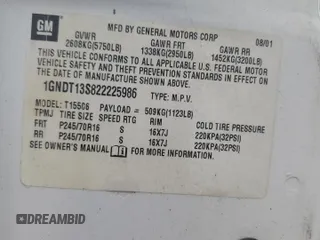 GM
MFD BY GENERAL MOTORS CORP 08/01
GVWR GAWR FRT GAWR RR
2608KG(5750LB) 1338KG(2950LB) 1452KG(3200LB)
THIS VEHICLE CONFORMS TO ALL APPLICABLE U.S. FEDERAL MOTOR
VEHICLE SAFETY AND THEFT PREVENTION STANDARDS IN EFFECT ON
THE DATE OF MANUFACTURE SHOWN ABOVE.
1GNDT13S822225986 TYPE: M.P.V.
MODEL: T15506 PAYLOAD = 509KG(1123LB)
TPMJ TIRE SIZE SPEED RTG RIM COLD TIRE PRESSURE
FRT P245/70R16 S 16X7J 220KPA(32PSI)
RR P245/70R16 S 16X7J 220KPA(32PSI)
SEE OWNER'S MANUAL FOR MORE INFORMATION
DREAMBID